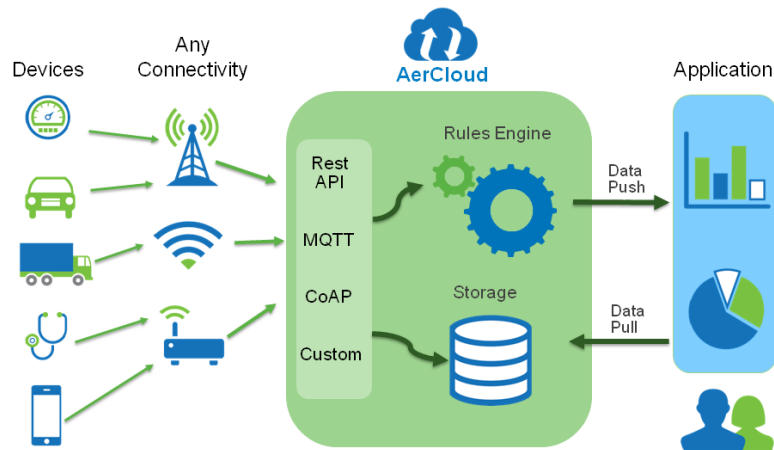 Devices
Any
Connectivity
AerCloud
Application
Rest
API
MQTT
CoAP
Custom
Rules Engine
Storage
Data
Push
Data
Pull